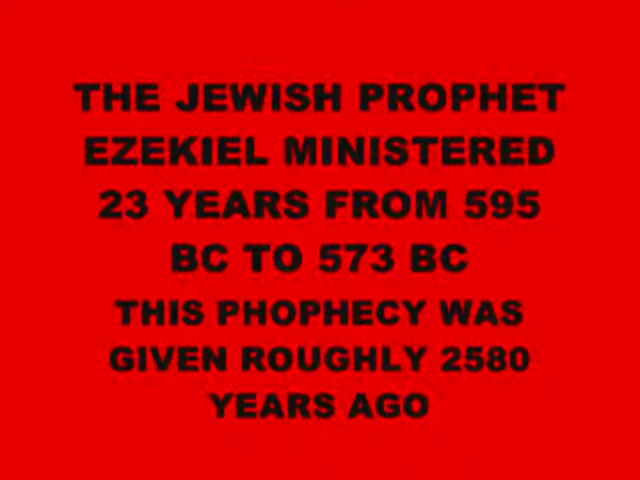 THE JEWISH PROPHET
EZEKIEL MINISTERED
23 YEARS FROM 595
BC TO 573 BC
THIS PHOPHECY WAS
GIVEN ROUGHLY 2580
YEARS AGO